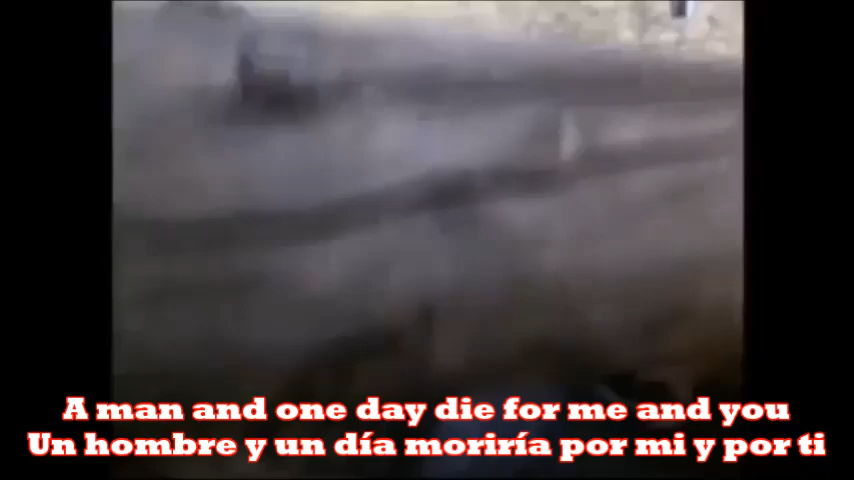 A man and one day die for me and you
Un hombre y un día moriría por mi y por ti